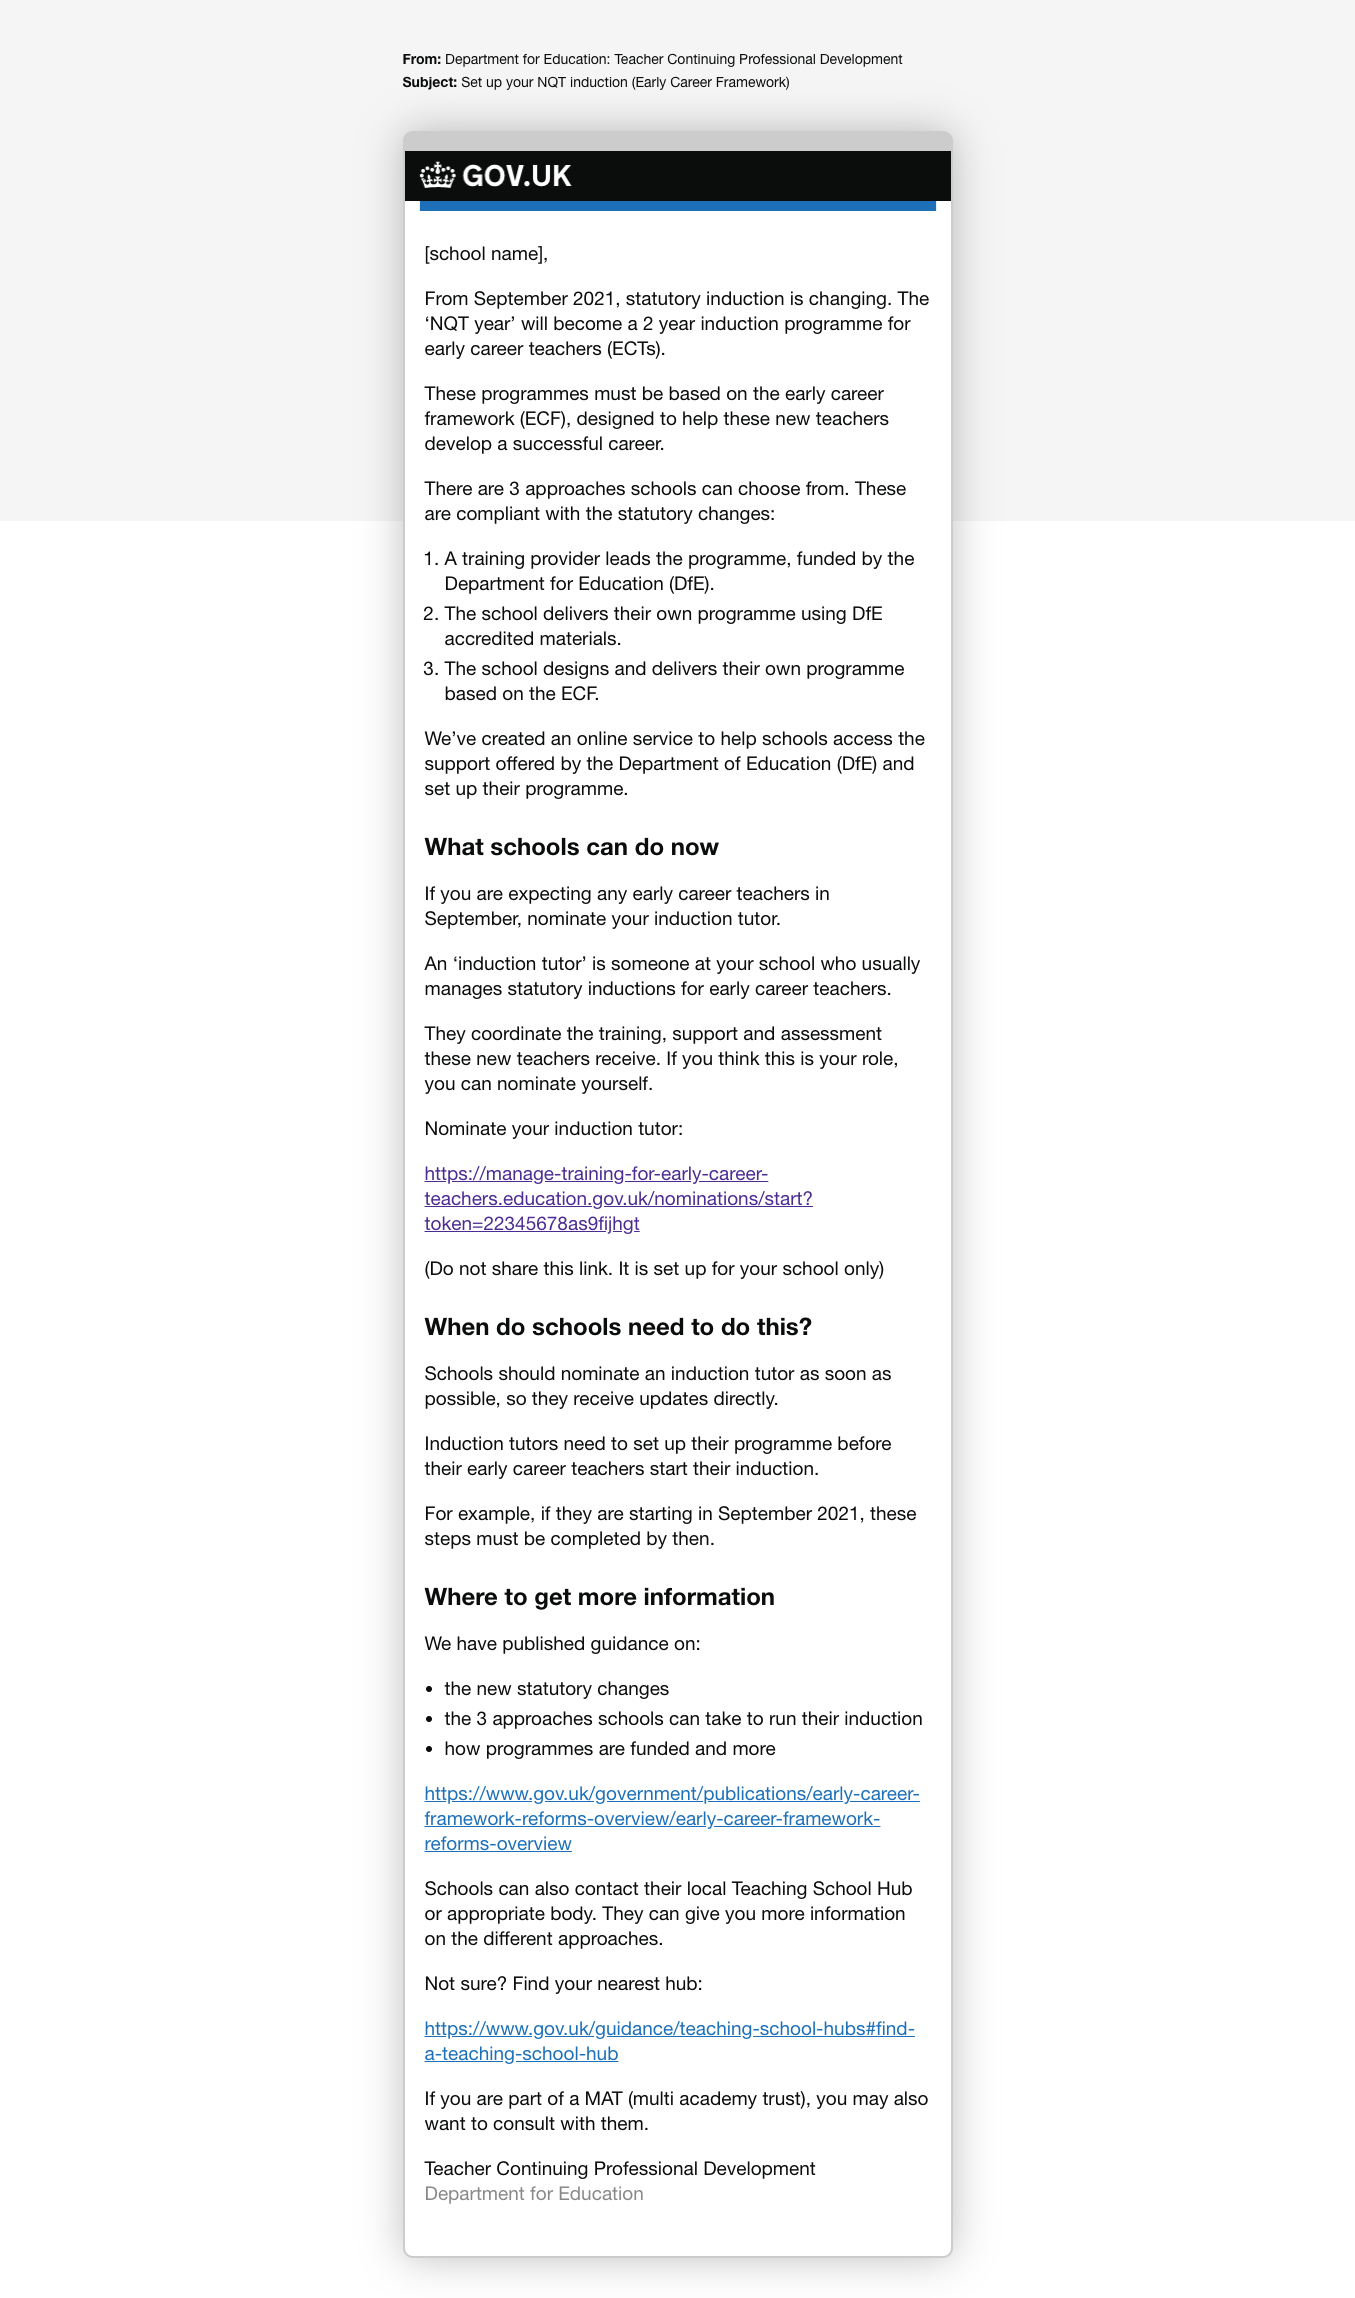 From: Department for Education: Teacher Continuing Professional Development
Subject: Set up your NQT induction (Early Career Framework)
GOV.UK
[school name],
From September 2021, statutory induction is changing. The
‘NQT year’ will become a 2 year induction programme for
early career teachers (ECTs).
These programmes must be based on the early career
framework (ECF), designed to help these new teachers
develop a successful career.
There are 3 approaches schools can choose from. These
are compliant with the statutory changes:
1. A training provider leads the programme, funded by the
Department for Education (DfE).
2. The school delivers their own programme using DfE
accredited materials.
3. The school designs and delivers their own programme
based on the ECF.
We’ve created an online service to help schools access the
support offered by the Department of Education (DfE) and
set up their programme.
What schools can do now
If you are expecting any early career teachers in
September, nominate your induction tutor.
An ‘induction tutor’ is someone at your school who usually
manages statutory inductions for early career teachers.
They coordinate the training, support and assessment
these new teachers receive. If you think this is your role,
you can nominate yourself.
Nominate your induction tutor:
https://manage-training-for-early-career-
teachers.education.gov.uk/nominations/start?
token=22345678as9fijhgt
(Do not share this link. It is set up for your school only)
When do schools need to do this?
Schools should nominate an induction tutor as soon as
possible, so they receive updates directly.
Induction tutors need to set up their programme before
their early career teachers start their induction.
For example, if they are starting in September 2021, these
steps must be completed by then.
Where to get more information
We have published guidance on:
• the new statutory changes
• the 3 approaches schools can take to run their induction
• how programmes are funded and more
https://www.gov.uk/government/publications/early-career-
framework-reforms-overview/early-career-framework-
reforms-overview
Schools can also contact their local Teaching School Hub
or appropriate body. They can give you more information
on the different approaches.
Not sure? Find your nearest hub:
https://www.gov.uk/guidance/teaching-school-hubs#find-
a-teaching-school-hub
If you are part of a MAT (multi academy trust), you may also
want to consult with them.
Teacher Continuing Professional Development
Department for Education